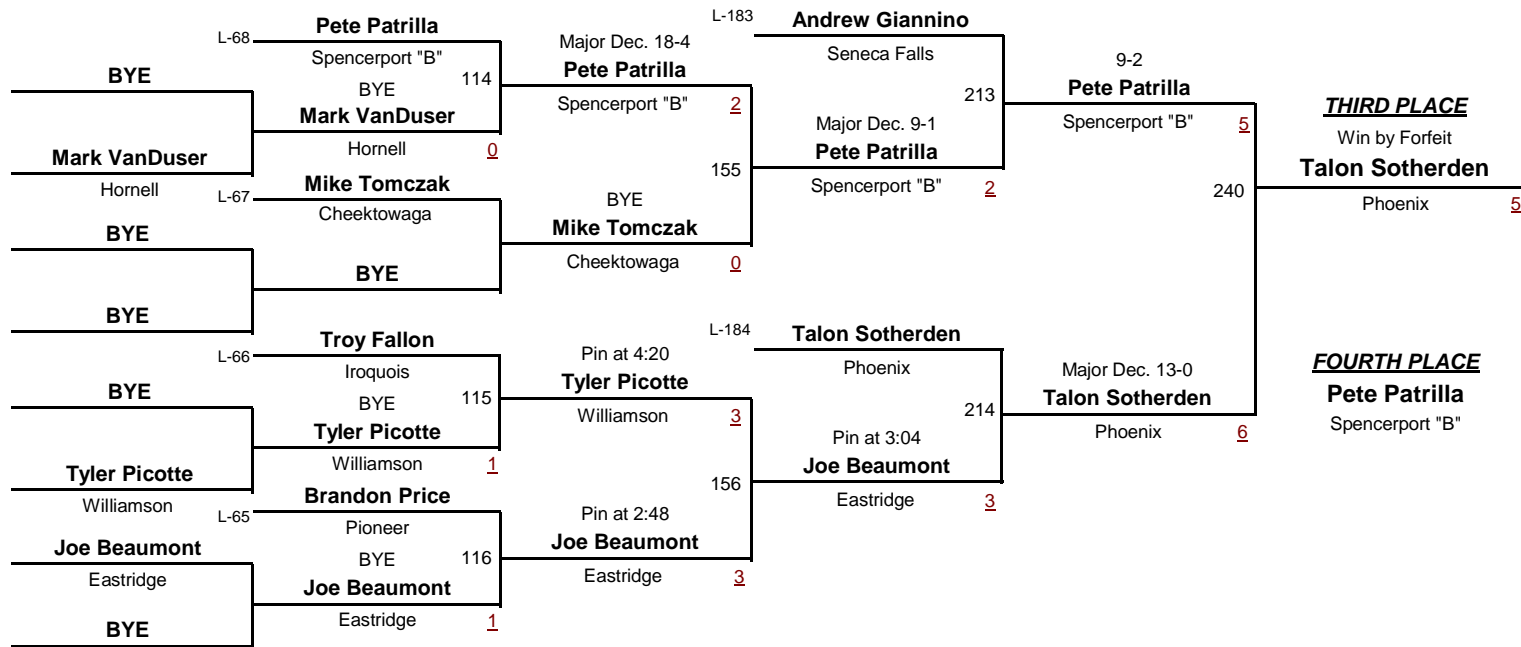 BYE
Mark VanDuser
Hornell
BYE
BYE
BYE
Tyler Picotte
Williamson
Joe Beaumont
Eastridge
BYE
L-68
Pete Patrilla
Spencerport "B"
BYE
114
Mark VanDuser
Hornell
0
L-67
Mike Tomczak
Cheektowaga
BYE
L-66
Troy Fallon
Iroquois
BYE
115
Tyler Picotte
Williamson
1
L-65
Brandon Price
Pioneer
BYE
116
Joe Beaumont
Eastridge
1
Major Dec. 18-4
Pete Patrilla
Spencerport "B"
2
155
BYE
Mike Tomczak
Cheektowaga
0
Pin at 4:20
Tyler Picotte
Williamson
3
156
Pin at 2:48
Joe Beaumont
Eastridge
3
L-183
Andrew Giannino
Seneca Falls
213
Major Dec. 9-1
Pete Patrilla
Spencerport "B"
2
L-184
Talon Sotherden
Phoenix
214
Pin at 3:04
Joe Beaumont
Eastridge
3
9-2
Pete Patrilla
Spencerport "B"
5
240
Major Dec. 13-0
Talon Sotherden
Phoenix
6
THIRD PLACE
Win by Forfeit
Talon Sotherden
Phoenix
5
FOURTH PLACE
Pete Patrilla
Spencerport "B"